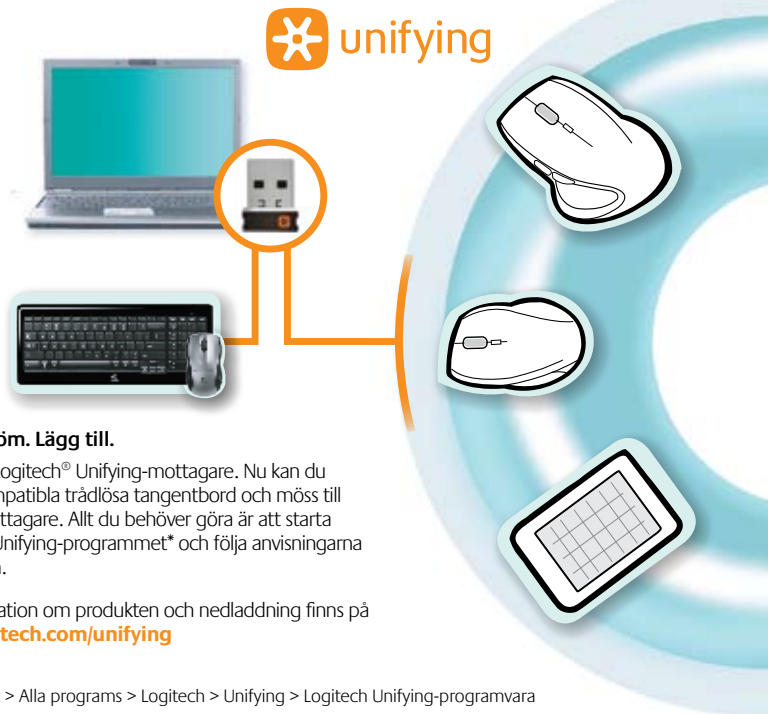 unifying
öm. Lägg till.
ogitech® Unifying-mottagare. Nu kan du
mpatibla trådlösa tangentbord och möss till
ttagare. Allt du behöver göra är att starta
Unifying-programmet* och följa anvisningarna
ation om produkten och nedladdning finns på
tech.com/unifying
> Alla programs > Logitech > Unifying > Logitech Unifying-programvara